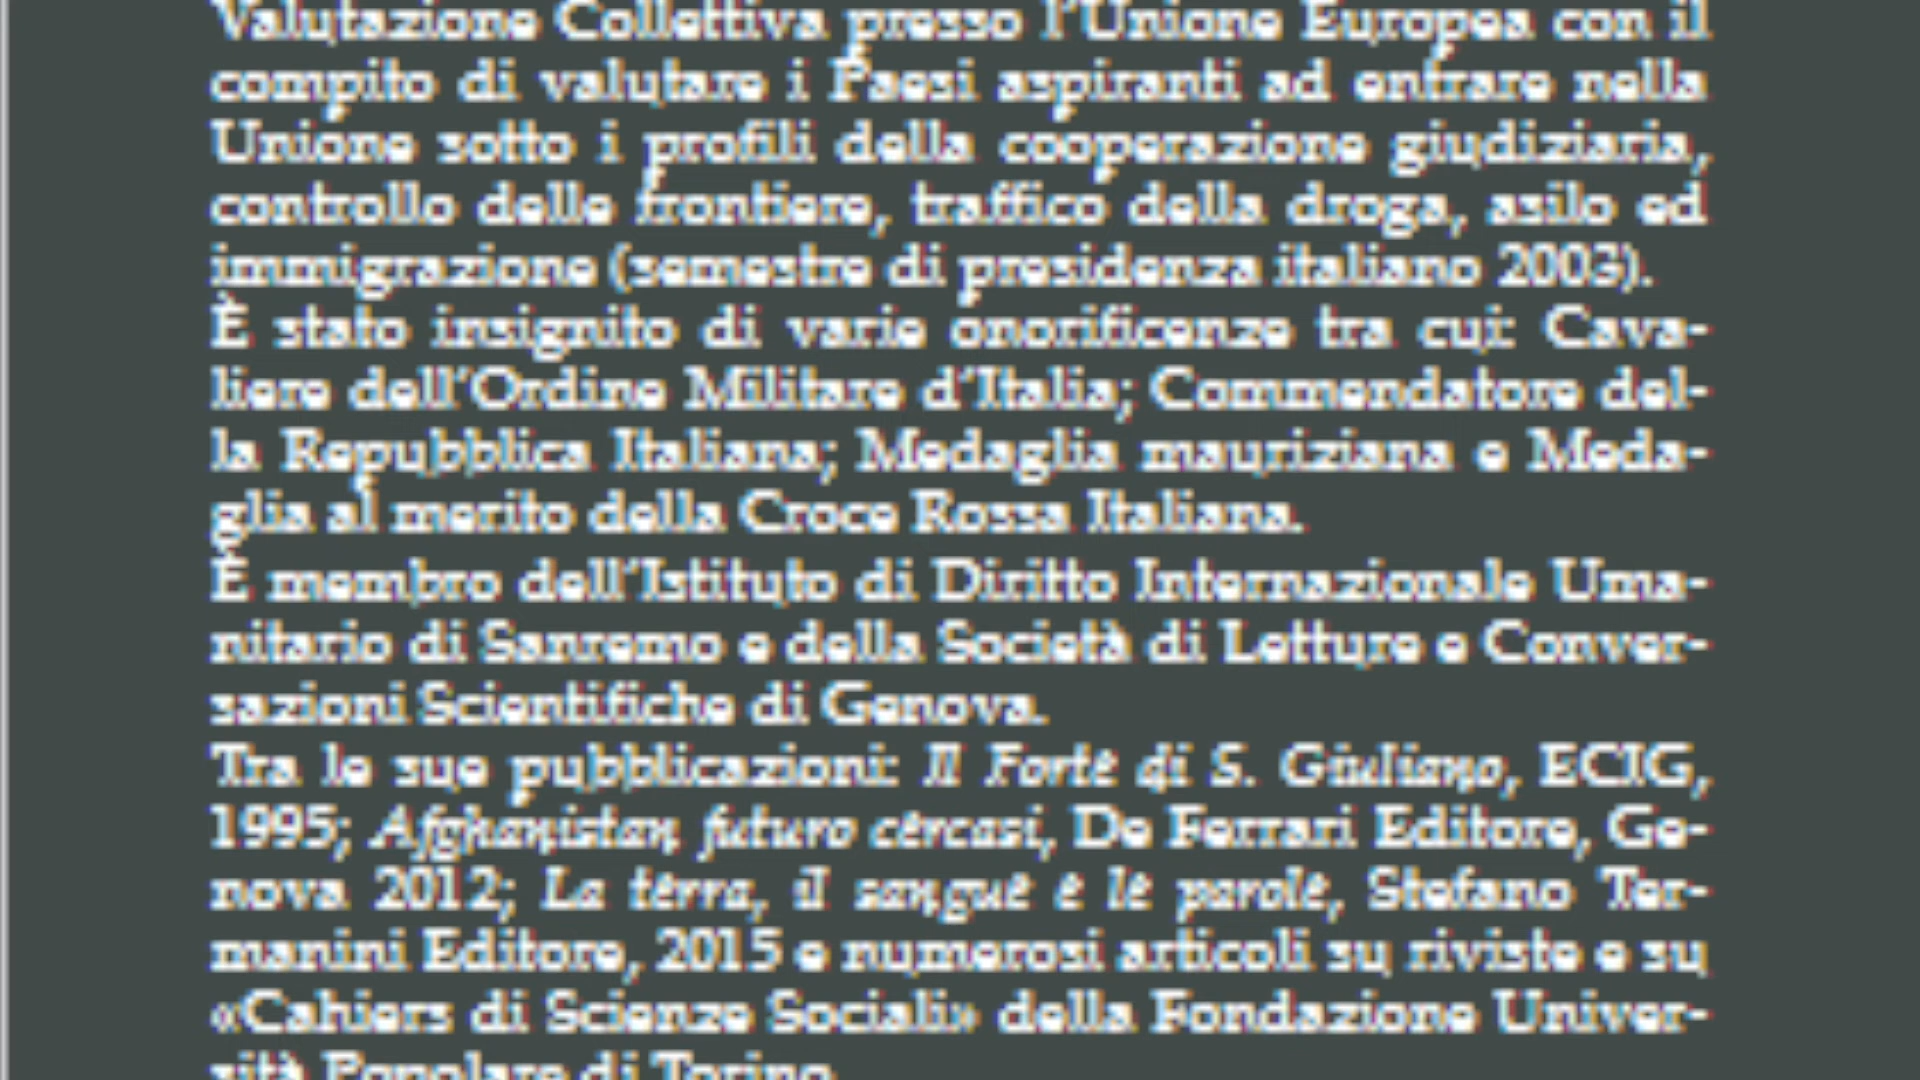 Valutazione Collettiva presso l'Unione Europea con il
compito di valutare i Paesi aspiranti ad entrare nella
Unione sotto i profili della cooperazione giudiziaria,
controllo delle frontiere, traffico della droga, asilo ed
immigrazione (semestre di presidenza italiano 2003).
È stato insignito di varie onorificenze tra cui: Cava-
liere dell'Ordine Militare d'Italia; Commendatore del-
la Repubblica Italiana; Medaglia mauriziana e Meda-
glia al merito della Croce Rossa Italiana.
È membro dell'Istituto di Diritto Internazionale Uma-
nitario di Sanremo e della Società di Letture e Conver-
sazioni Scientifiche di Genova.
Tra le sue pubblicazioni: Il Forte di S. Giuliano, ECIG,
1995; Afghanistan futuro cercasi, De Ferrari Editore, Ge-
nova 2012; La terra, il sangue e le parole, Stefano Ter-
manini Editore, 2015 e numerosi articoli su riviste e su
«Cahiers di Scienze Sociali» della Fondazione Univer-
sità Popolare di Torino.